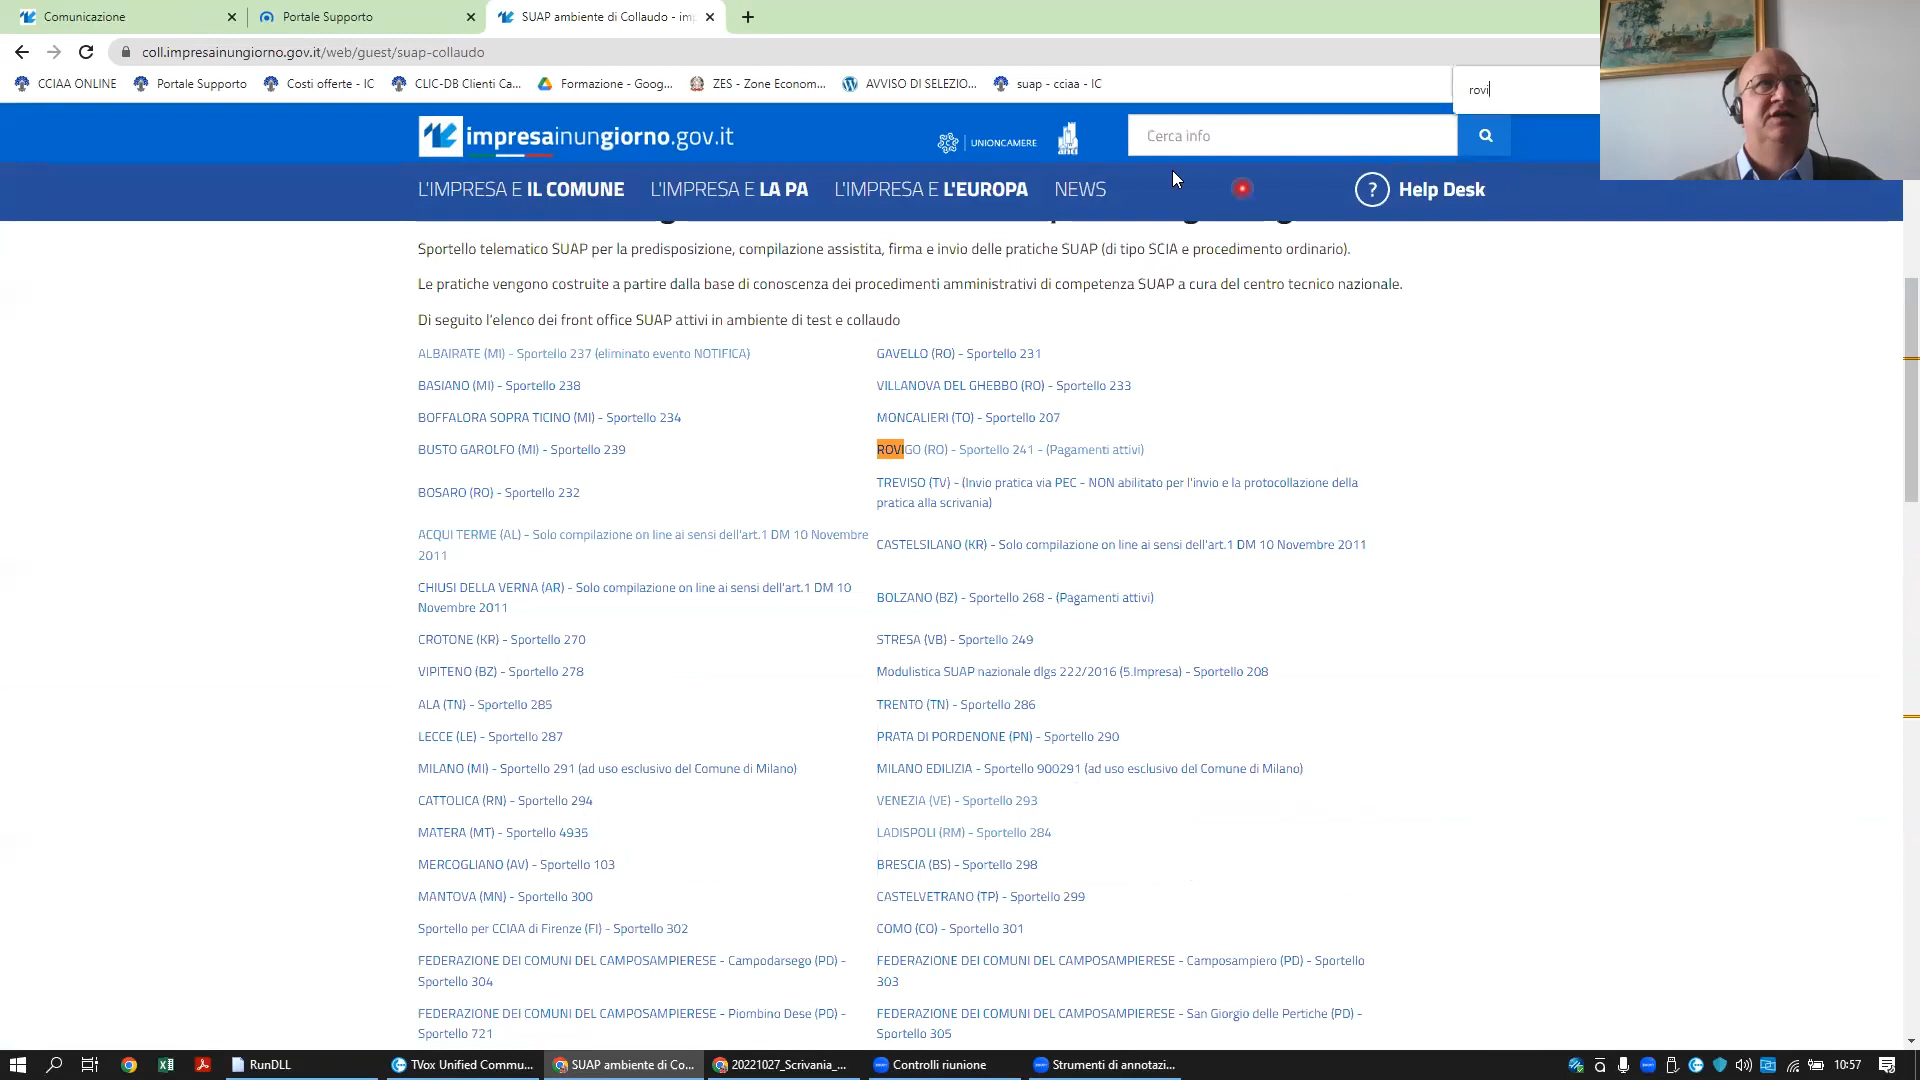 Comunicazione
Portale Supporto
SUAP ambiente di Collaudo - imp
coll.impresainungiorno.gov.it/web/guest/suap-collaudo
CCIAA ONLINE
Portale Supporto
Costi offerte - IC
CLIC-DB Clienti Ca...
Formazione - Goog...
ZES - Zone Econom...
AVVISO DI SELEZIO...
suap - cciaa - IC
rovi
impresainungiorno.gov.it
UNIONCAMERE
anci
Cerca info
L'IMPRESA E IL COMUNE
L'IMPRESA E LA PA
L'IMPRESA E L'EUROPA
NEWS
? Help Desk
Sportello telematico SUAP per la predisposizione, compilazione assistita, firma e invio delle pratiche SUAP (di tipo SCIA e procedimento ordinario).
Le pratiche vengono costruite a partire dalla base di conoscenza dei procedimenti amministrativi di competenza SUAP a cura del centro tecnico nazionale.
Di seguito l'elenco dei front office SUAP attivi in ambiente di test e collaudo
ALBAIRATE (MI) - Sportello 237 (eliminato evento NOTIFICA)
GAVELLO (RO) - Sportello 231
BASIANO (MI) - Sportello 238
VILLANOVA DEL GHEBBO (RO) - Sportello 233
BOFFALORA SOPRA TICINO (MI) - Sportello 234
MONCALIERI (TO) - Sportello 207
BUSTO GAROLFO (MI) - Sportello 239
ROVIGO (RO) - Sportello 241 - (Pagamenti attivi)
BOSARO (RO) - Sportello 232
TREVISO (TV) - (Invio pratica via PEC - NON abilitato per l'invio e la protocollazione della
pratica alla scrivania)
ACQUI TERME (AL) - Solo compilazione on line ai sensi dell'art.1 DM 10 Novembre
2011
CASTELSILANO (KR) - Solo compilazione on line ai sensi dell'art.1 DM 10 Novembre 2011
CHIUSI DELLA VERNA (AR) - Solo compilazione on line ai sensi dell'art.1 DM 10
Novembre 2011
BOLZANO (BZ) - Sportello 268 - (Pagamenti attivi)
CROTONE (KR) - Sportello 270
STRESA (VB) - Sportello 249
VIPITENO (BZ) - Sportello 278
Modulistica SUAP nazionale dlgs 222/2016 (5.Impresa) - Sportello 208
ALA (TN) - Sportello 285
TRENTO (TN) - Sportello 286
LECCE (LE) - Sportello 287
PRATA DI PORDENONE (PN) - Sportello 290
MILANO (MI) - Sportello 291 (ad uso esclusivo del Comune di Milano)
MILANO EDILIZIA - Sportello 900291 (ad uso esclusivo del Comune di Milano)
CATTOLICA (RN) - Sportello 294
VENEZIA (VE) - Sportello 293
MATERA (MT) - Sportello 4935
LADISPOLI (RM) - Sportello 284
MERCOGLIANO (AV) - Sportello 103
BRESCIA (BS) - Sportello 298
MANTOVA (MN) - Sportello 300
CASTELVETRANO (TP) - Sportello 299
Sportello per CCIAA di Firenze (FI) - Sportello 302
COMO (CO) - Sportello 301
FEDERAZIONE DEI COMUNI DEL CAMPOSAMPIERESE - Campodarsego (PD) -
Sportello 304
FEDERAZIONE DEI COMUNI DEL CAMPOSAMPIERESE - Camposampiero (PD) - Sportello
303
FEDERAZIONE DEI COMUNI DEL CAMPOSAMPIERESE - Piombino Dese (PD) -
Sportello 721
FEDERAZIONE DEI COMUNI DEL CAMPOSAMPIERESE - San Giorgio delle Pertiche (PD) -
Sportello 305
RunDLL
TVox Unified Commu...
SUAP ambiente di Co...
20221027_Scrivania_...
Controlli riunione
Strumenti di annotazi...
10:57